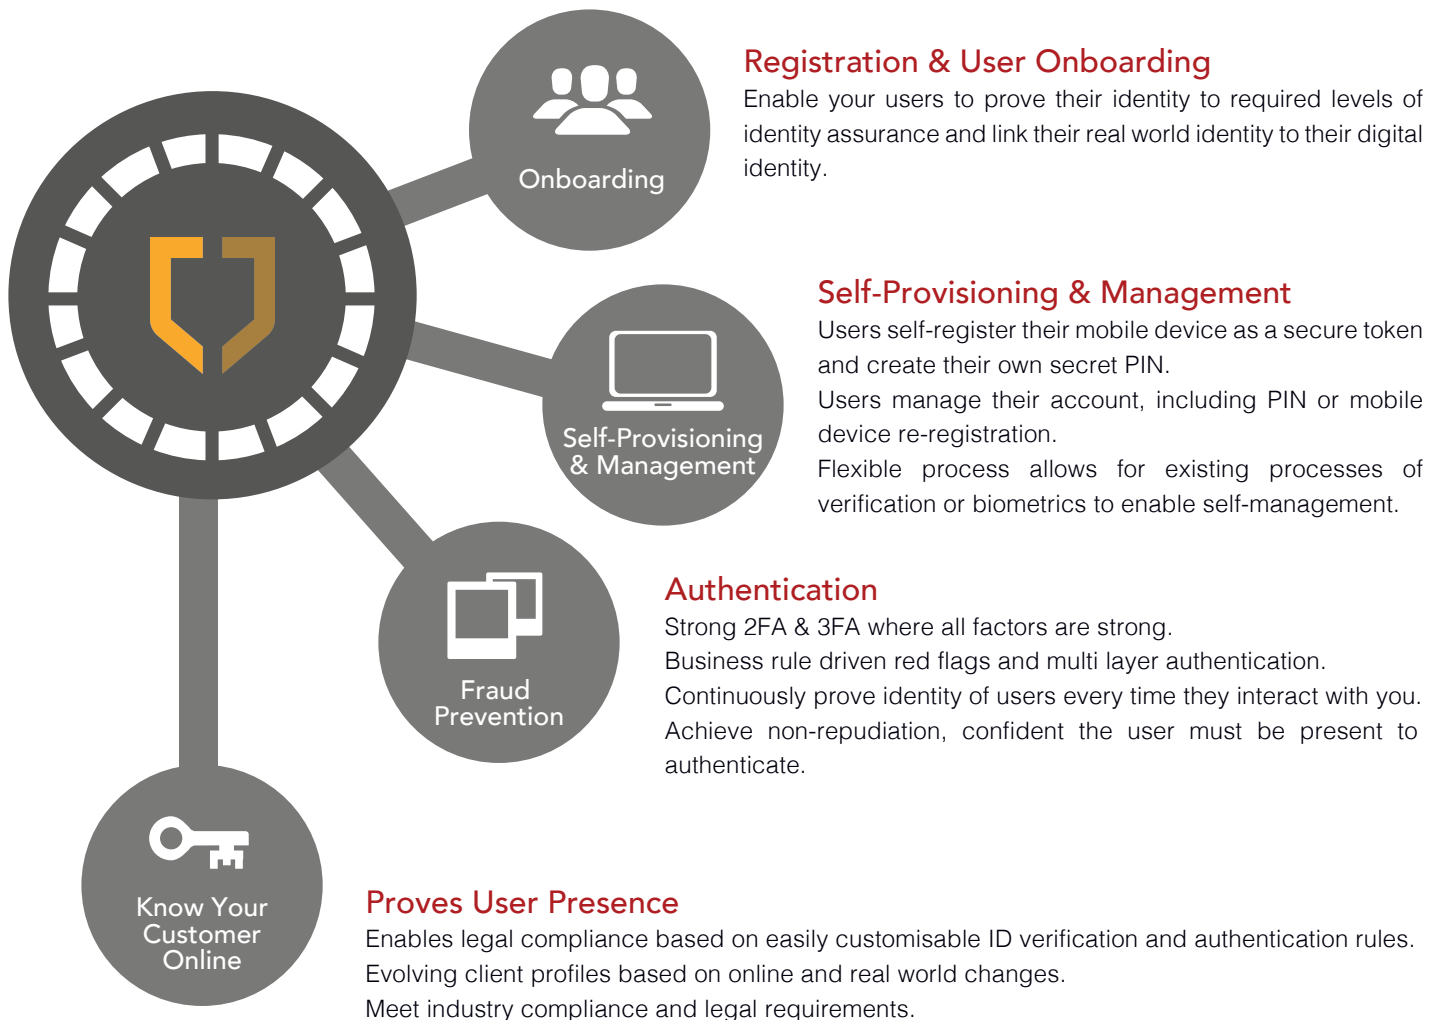 Onboarding
Registration & User Onboarding
Enable your users to prove their identity to required levels of
identity assurance and link their real world identity to their digital
identity.
Self-Provisioning
& Management
Self-Provisioning & Management
Users self-register their mobile device as a secure token
and create their own secret PIN.
Users manage their account, including PIN or mobile
device re-registration.
Flexible process allows for existing processes of
verification or biometrics to enable self-management.
Fraud
Prevention
Authentication
Strong 2FA & 3FA where all factors are strong.
Business rule driven red flags and multi layer authentication.
Continuously prove identity of users every time they interact with you.
Achieve non-repudiation, confident the user must be present to
authenticate.
Know Your
Customer
Online
Proves User Presence
Enables legal compliance based on easily customisable ID verification and authentication rules.
Evolving client profiles based on online and real world changes.
Meet industry compliance and legal requirements.